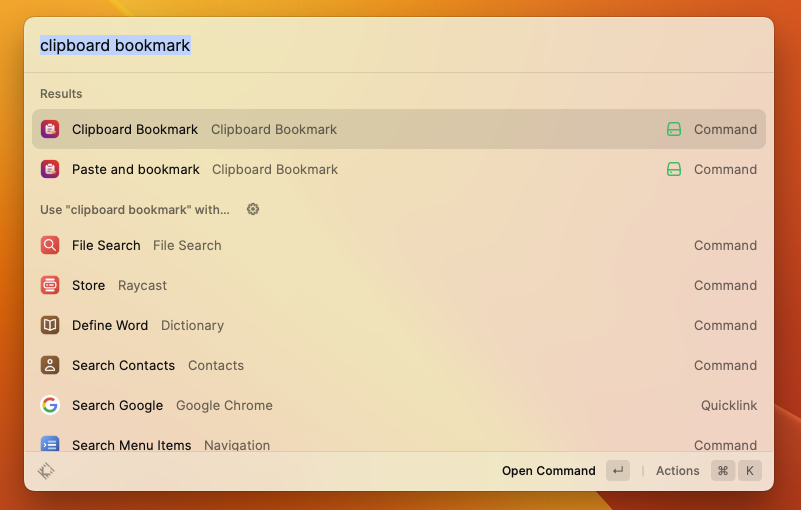 clipboard bookmark
Results
Clipboard Bookmark Clipboard Bookmark Command
Paste and bookmark Clipboard Bookmark Command
Use "clipboard bookmark" with...
File Search File Search Command
Store Raycast Command
Define Word Dictionary Command
Search Contacts Contacts Command
Search Google Google Chrome Quicklink
Search Menu Items Navigation Command
Open Command ↵ | Actions ⌘ K